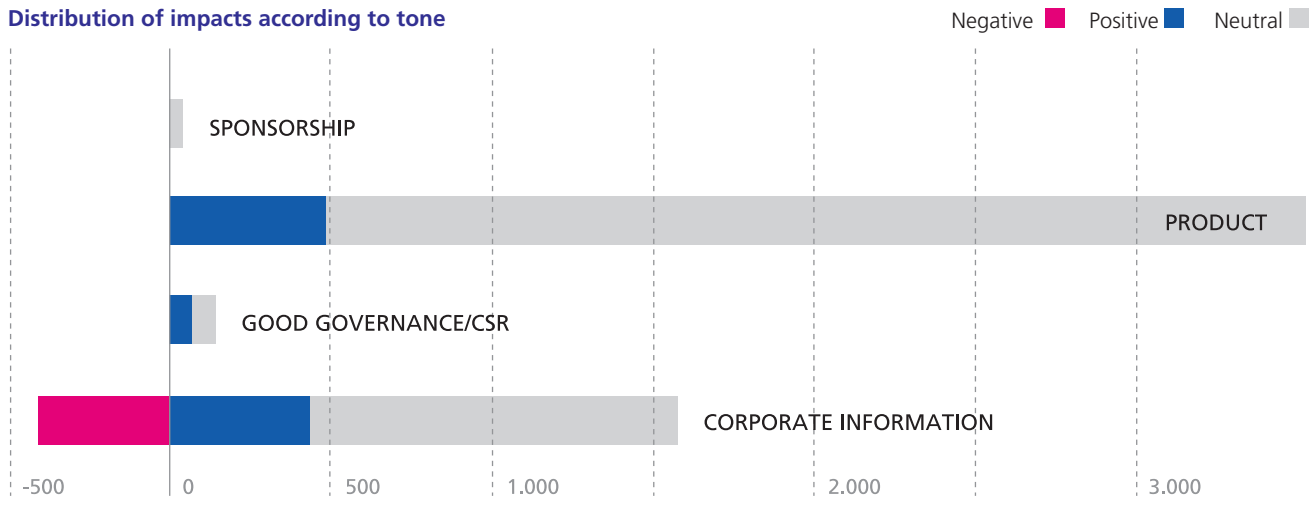 Distribution of impacts according to tone
Negative Positive Neutral
SPONSORSHIP
PRODUCT
GOOD GOVERNANCE/CSR
CORPORATE INFORMATION
-500 0 500 1.000 2.000 3.000